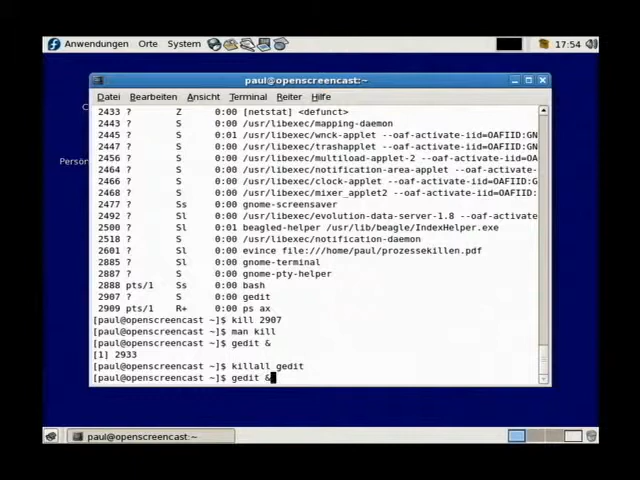 Anwendungen Orte System 17:54
paul@openscreencast:~
Datei Bearbeiten Ansicht Terminal Reiter Hilfe
2433 ? Z 0:00 [netstat] <defunct>
2443 ? S 0:00 /usr/libexec/mapping-daemon
2445 ? S 0:01 /usr/libexec/wnck-applet --oaf-activate-iid=OAFIID:GN
2447 ? S 0:00 /usr/libexec/trashapplet --oaf-activate-iid=OAFIID:GN
2456 ? S 0:00 /usr/libexec/multiload-applet-2 --oaf-activate-iid=OA
2464 ? S 0:00 /usr/libexec/notification-area-applet --oaf-activate-
2466 ? S 0:00 /usr/libexec/clock-applet --oaf-activate-iid=OAFIID:G
2468 ? S 0:00 /usr/libexec/mixer_applet2 --oaf-activate-iid=OAFIID:
2477 ? Ss 0:00 gnome-screensaver
2492 ? Sl 0:00 /usr/libexec/evolution-data-server-1.8 --oaf-activate
2500 ? Sl 0:01 beagled-helper /usr/lib/beagle/IndexHelper.exe
2518 ? S 0:00 /usr/libexec/notification-daemon
2601 ? Sl 0:00 evince file:///home/paul/prozessekillen.pdf
2885 ? Sl 0:00 gnome-terminal
2887 ? S 0:00 gnome-pty-helper
2888 pts/1 Ss 0:00 bash
2907 ? S 0:00 gedit
2909 pts/1 R+ 0:00 ps ax
[paul@openscreencast ~]$ kill 2907
[paul@openscreencast ~]$ man kill
[paul@openscreencast ~]$ gedit &
[1] 2933
[paul@openscreencast ~]$ killall gedit
[paul@openscreencast ~]$ gedit &
Persön
paul@openscreencast:~